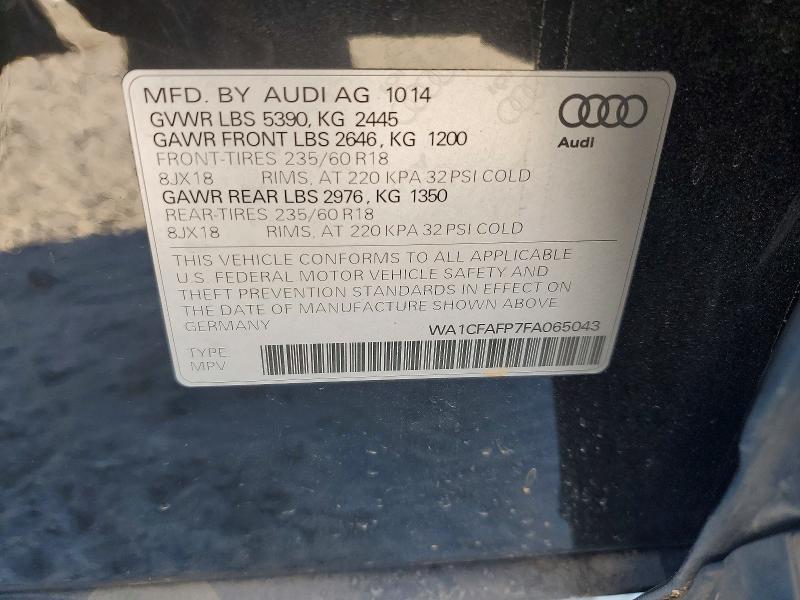 MFD. BY AUDI AG 1014
GVWR LBS 5390, KG 2445
GAWR FRONT LBS 2646, KG 1200
FRONT-TIRES 235/60 R18
8JX18 RIMS, AT 220 KPA 32 PSI COLD
GAWR REAR LBS 2976, KG 1350
REAR-TIRES 235/60 R18
8JX18 RIMS, AT 220 KPA 32 PSI COLD
Audi
THIS VEHICLE CONFORMS TO ALL APPLICABLE
U.S. FEDERAL MOTOR VEHICLE SAFETY AND
THEFT PREVENTION STANDARDS IN EFFECT ON
THE DATE OF MANUFACTURE SHOWN ABOVE
GERMANY WA1CFAFP7FA065043
TYPE:
MPV